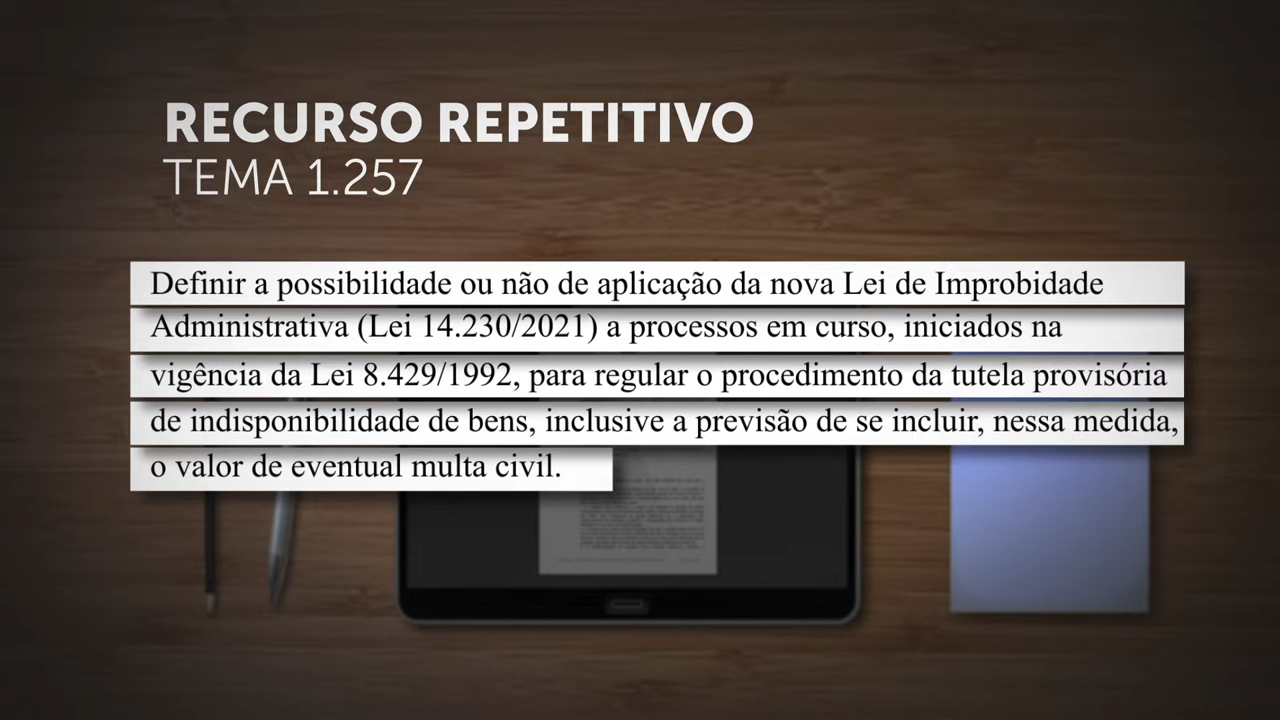 RECURSO REPETITIVO
TEMA 1.257
Definir a possibilidade ou não de aplicação da nova Lei de Improbidade
Administrativa (Lei 14.230/2021) a processos em curso, iniciados na
vigência da Lei 8.429/1992, para regular o procedimento da tutela provisória
de indisponibilidade de bens, inclusive a previsão de se incluir, nessa medida,
o valor de eventual multa civil.